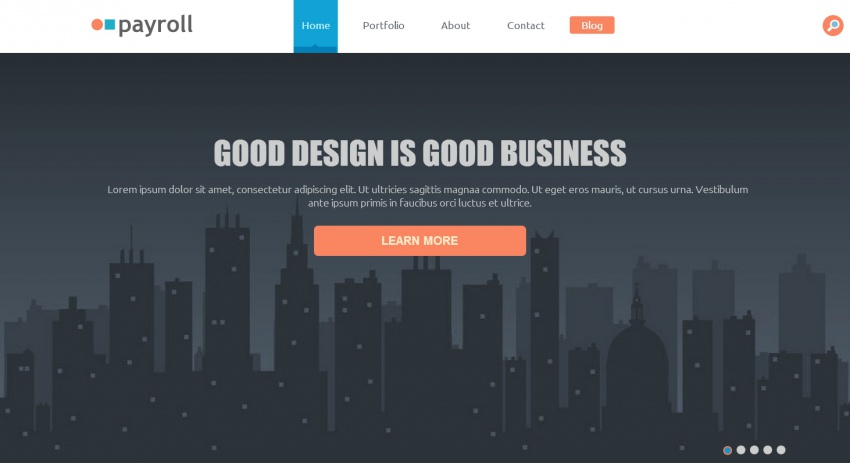 payroll
Home Portfolio About Contact Blog
GOOD DESIGN IS GOOD BUSINESS
Lorem ipsum dolor sit amet, consectetur adipiscing elit. Ut ultricies sagittis magnaa commodo. Ut eget eros mauris, ut cursus urna. Vestibulum
ante ipsum primis in faucibus orci luctus et ultrice.
LEARN MORE